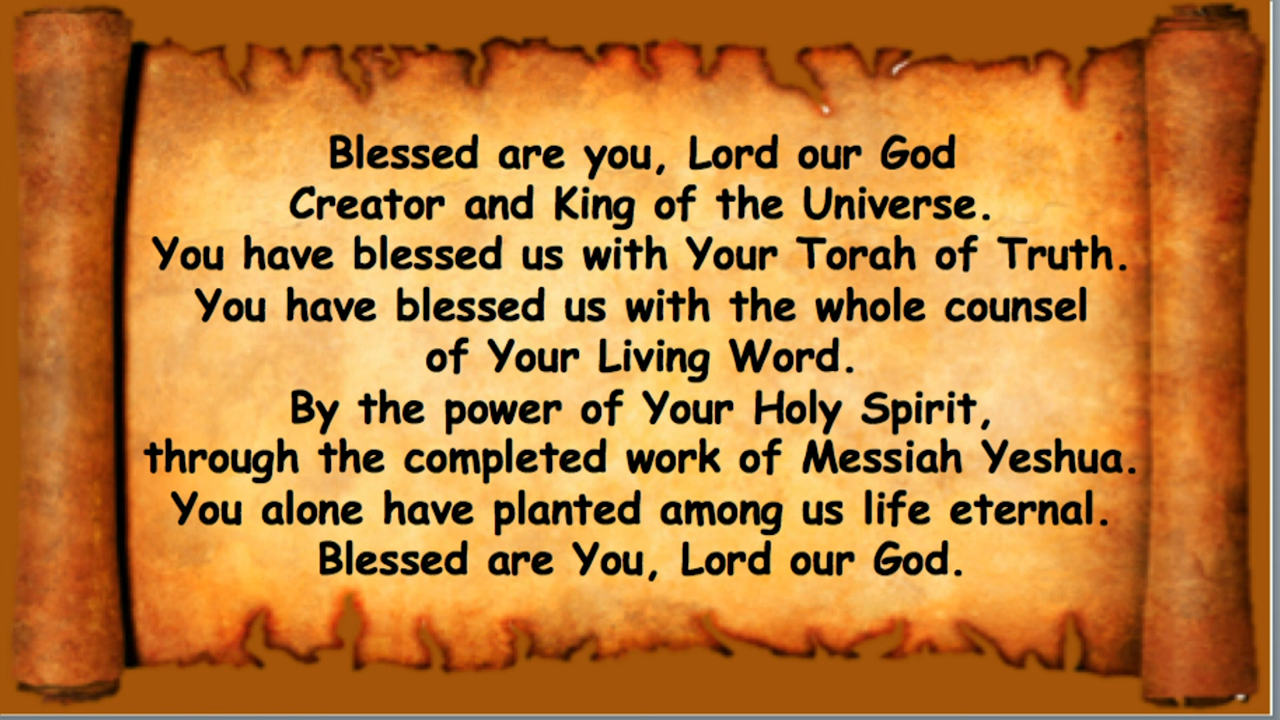 Blessed are you, Lord our God
Creator and King of the Universe.
You have blessed us with Your Torah of Truth.
You have blessed us with the whole counsel
of Your Living Word.
By the power of Your Holy Spirit,
through the completed work of Messiah Yeshua.
You alone have planted among us life eternal.
Blessed are You, Lord our God.